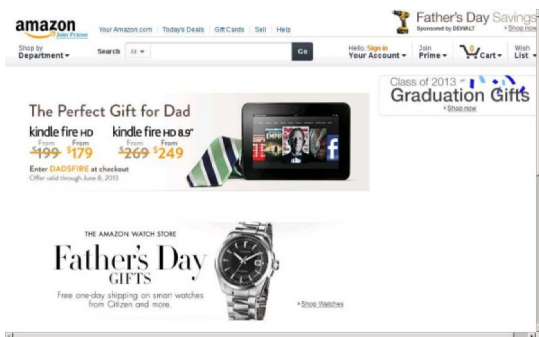 amazon
Join Prime
Your Amazon.com | Today's Deals | Gift Cards | Sell | Help
Father's Day Savings
Sponsored by DEWALT
Shop now
Shop by
Department
Search
All
Go
Hello. Sign in
Your Account
Join
Prime
0
Cart
Wish
List
Class of 2013
Graduation Gifts
Shop now
The Perfect Gift for Dad
kindle fire HD
kindle fire HD 8.9"
From From
$199 $179
From From
$269 $249
Enter DADSFIRE at checkout
Offer valid through June 8, 2013
THE AMAZON WATCH STORE
Father's Day
GIFTS
Free one-day shipping on smart watches
from Citizen and more.
Shop Watches